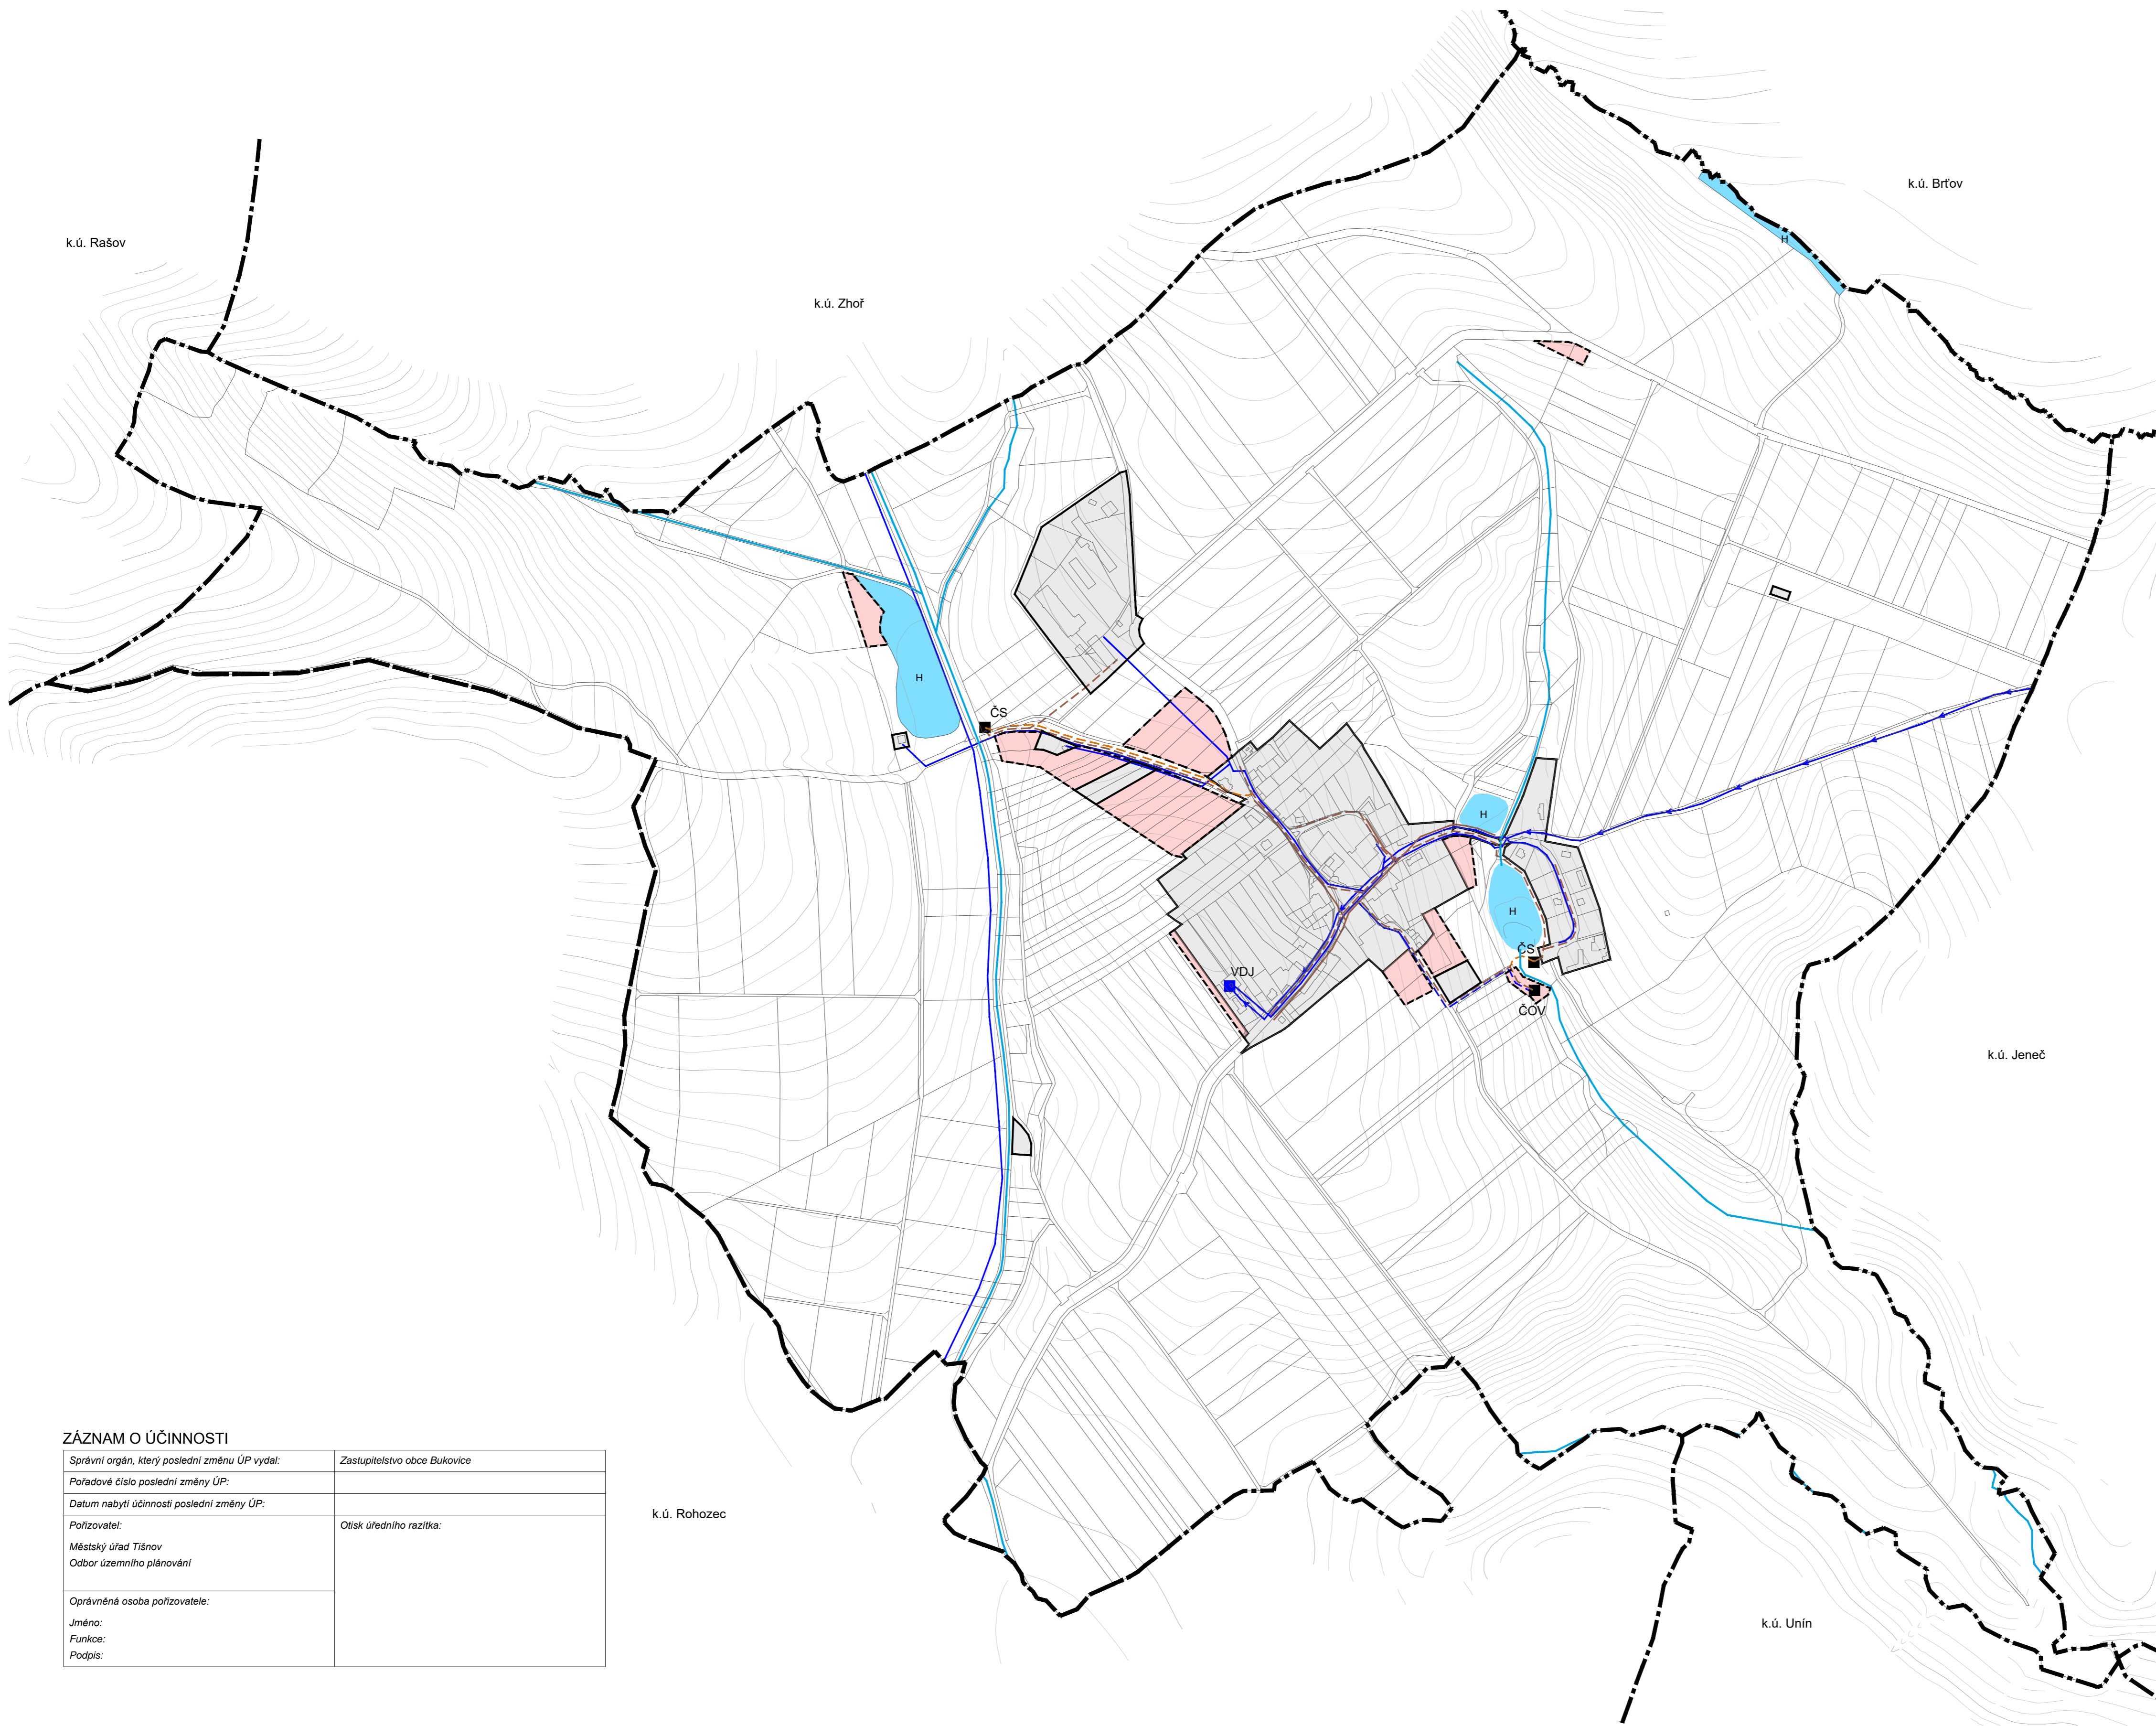 k.ú. Brťov
k.ú. Rašov
H
k.ú. Zhoř
H
ČS
H
H
ČS
VDJ
ČOV
k.ú. Jeneč
ZÁZNAM O ÚČINNOSTI
Správní orgán, který poslední změnu ÚP vydal:
Zastupitelstvo obce Bukovice
Pořadové číslo poslední změny ÚP:
Datum nabytí účinnosti poslední změny ÚP:
Pořizovatel:
Otisk úředního razítka:
Městský úřad Tišnov
Odbor územního plánování
Oprávněná osoba pořizovatele:
Jméno:
Funkce:
Podpis:
k.ú. Rohozec
k.ú. Unín